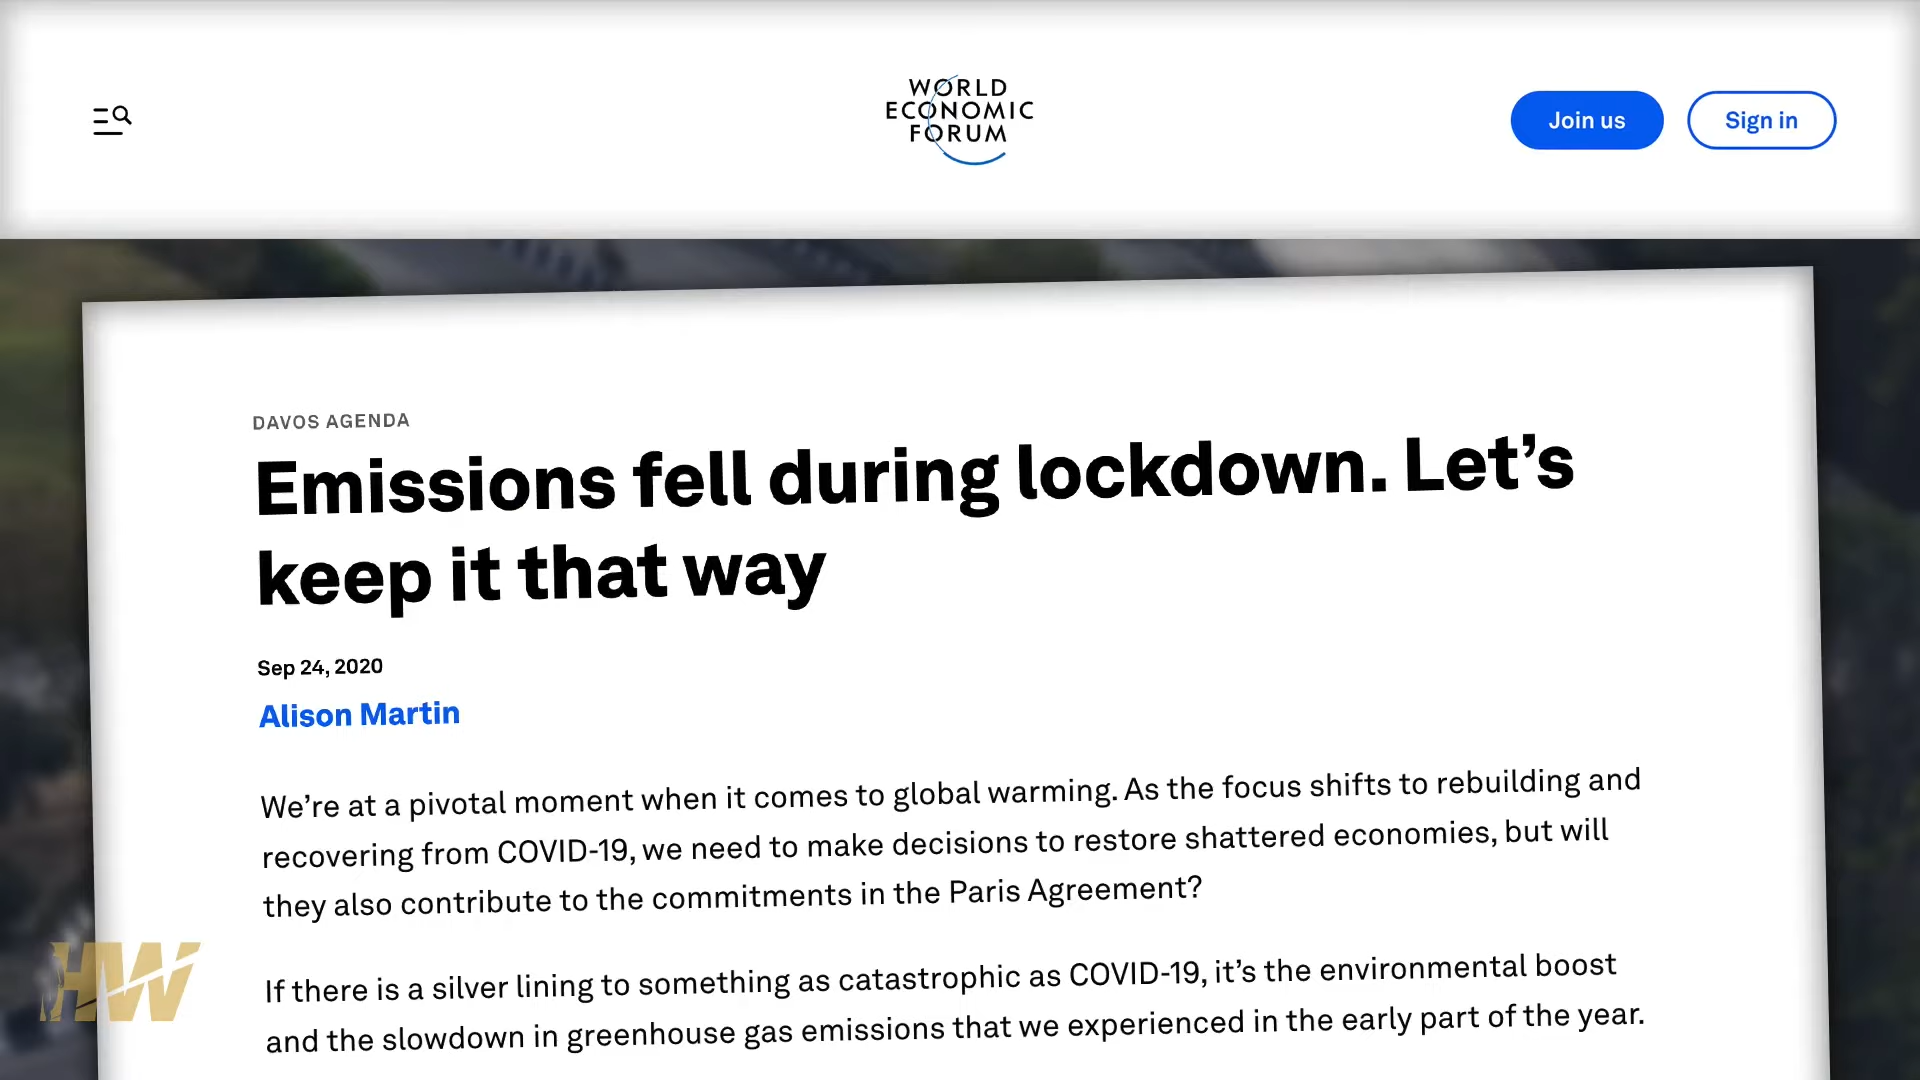 WORLD
ECONOMIC
FORUM
Join us
Sign in
DAVOS AGENDA
Emissions fell during lockdown. Let’s
keep it that way
Sep 24, 2020
Alison Martin
We’re at a pivotal moment when it comes to global warming. As the focus shifts to rebuilding and
recovering from COVID-19, we need to make decisions to restore shattered economies, but will
they also contribute to the commitments in the Paris Agreement?
If there is a silver lining to something as catastrophic as COVID-19, it’s the environmental boost
and the slowdown in greenhouse gas emissions that we experienced in the early part of the year.
HW